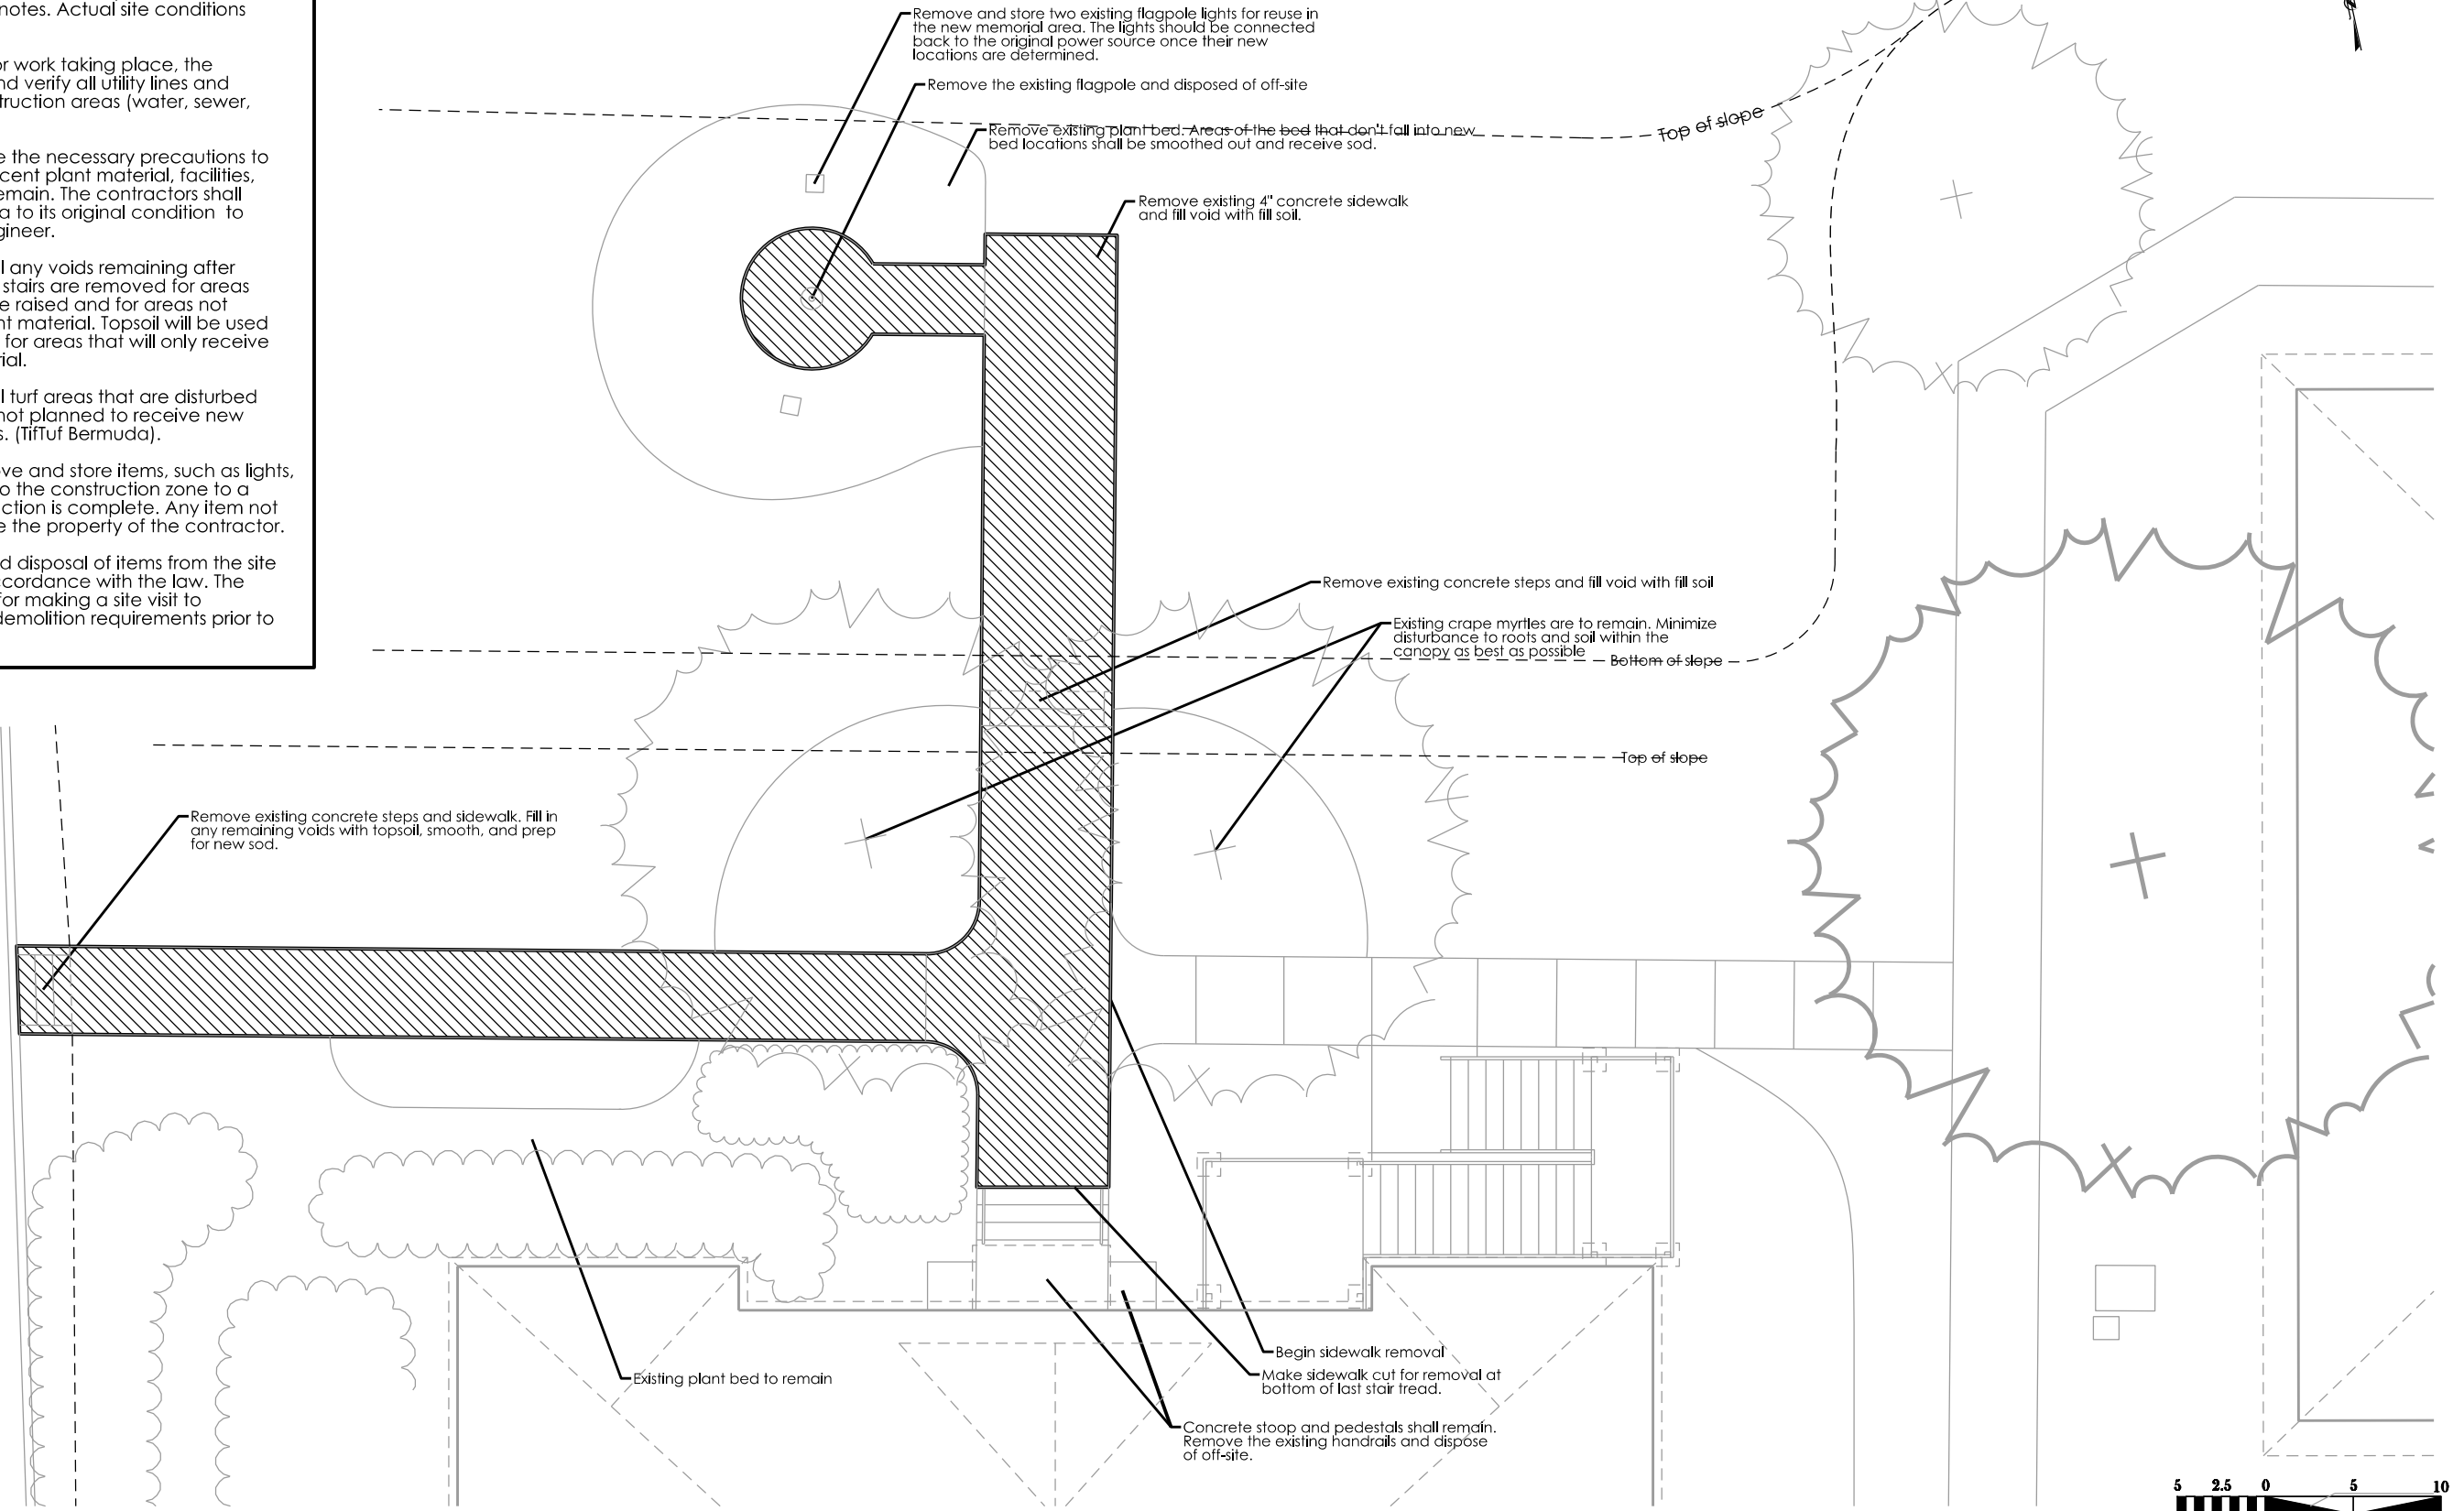 notes. Actual site conditions
or work taking place, the
nd verify all utility lines and
truction areas (water, sewer,
e the necessary precautions to
cent plant material, facilities,
emain. The contractors shall
a to its original condition  to
gineer.
l any voids remaining after
stairs are removed for areas
e raised and for areas not
nt material. Topsoil will be used
for areas that will only receive
rial.
l turf areas that are disturbed
not planned to receive new
s. (TifTuf Bermuda).
ve and store items, such as lights,
o the construction zone to a
ction is complete. Any item not
e the property of the contractor.
d disposal of items from the site
ccordance with the law. The
for making a site visit to
demolition requirements prior to
Remove and store two existing flagpole lights for reuse in
the new memorial area. The lights should be connected
back to the original power source once their new
locations are determined.
Remove the existing flagpole and disposed of off-site
Remove existing plant bed. Areas of the bed that don't fall into new
bed locations shall be smoothed out and receive sod.
Top of slope
Remove existing 4" concrete sidewalk
and fill void with fill soil.
Remove existing concrete steps and fill void with fill soil
Existing crape myrtles are to remain. Minimize
disturbance to roots and soil within the
canopy as best as possible
Bottom of slope
Top of slope
Remove existing concrete steps and sidewalk. Fill in
any remaining voids with topsoil, smooth, and prep
for new sod.
Begin sidewalk removal
Make sidewalk cut for removal at
bottom of last stair tread.
Existing plant bed to remain
Concrete stoop and pedestals shall remain.
Remove the existing handrails and dispose
of off-site.
5 2.5 0 5 10